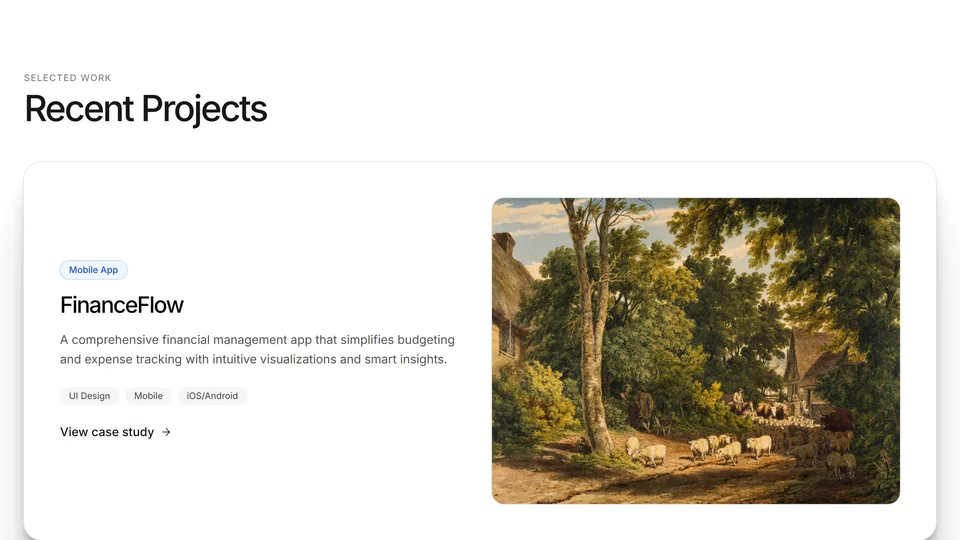 SELECTED WORK
Recent Projects
Mobile App
FinanceFlow
A comprehensive financial management app that simplifies budgeting
and expense tracking with intuitive visualizations and smart insights.
UI Design Mobile iOS/Android
View case study →